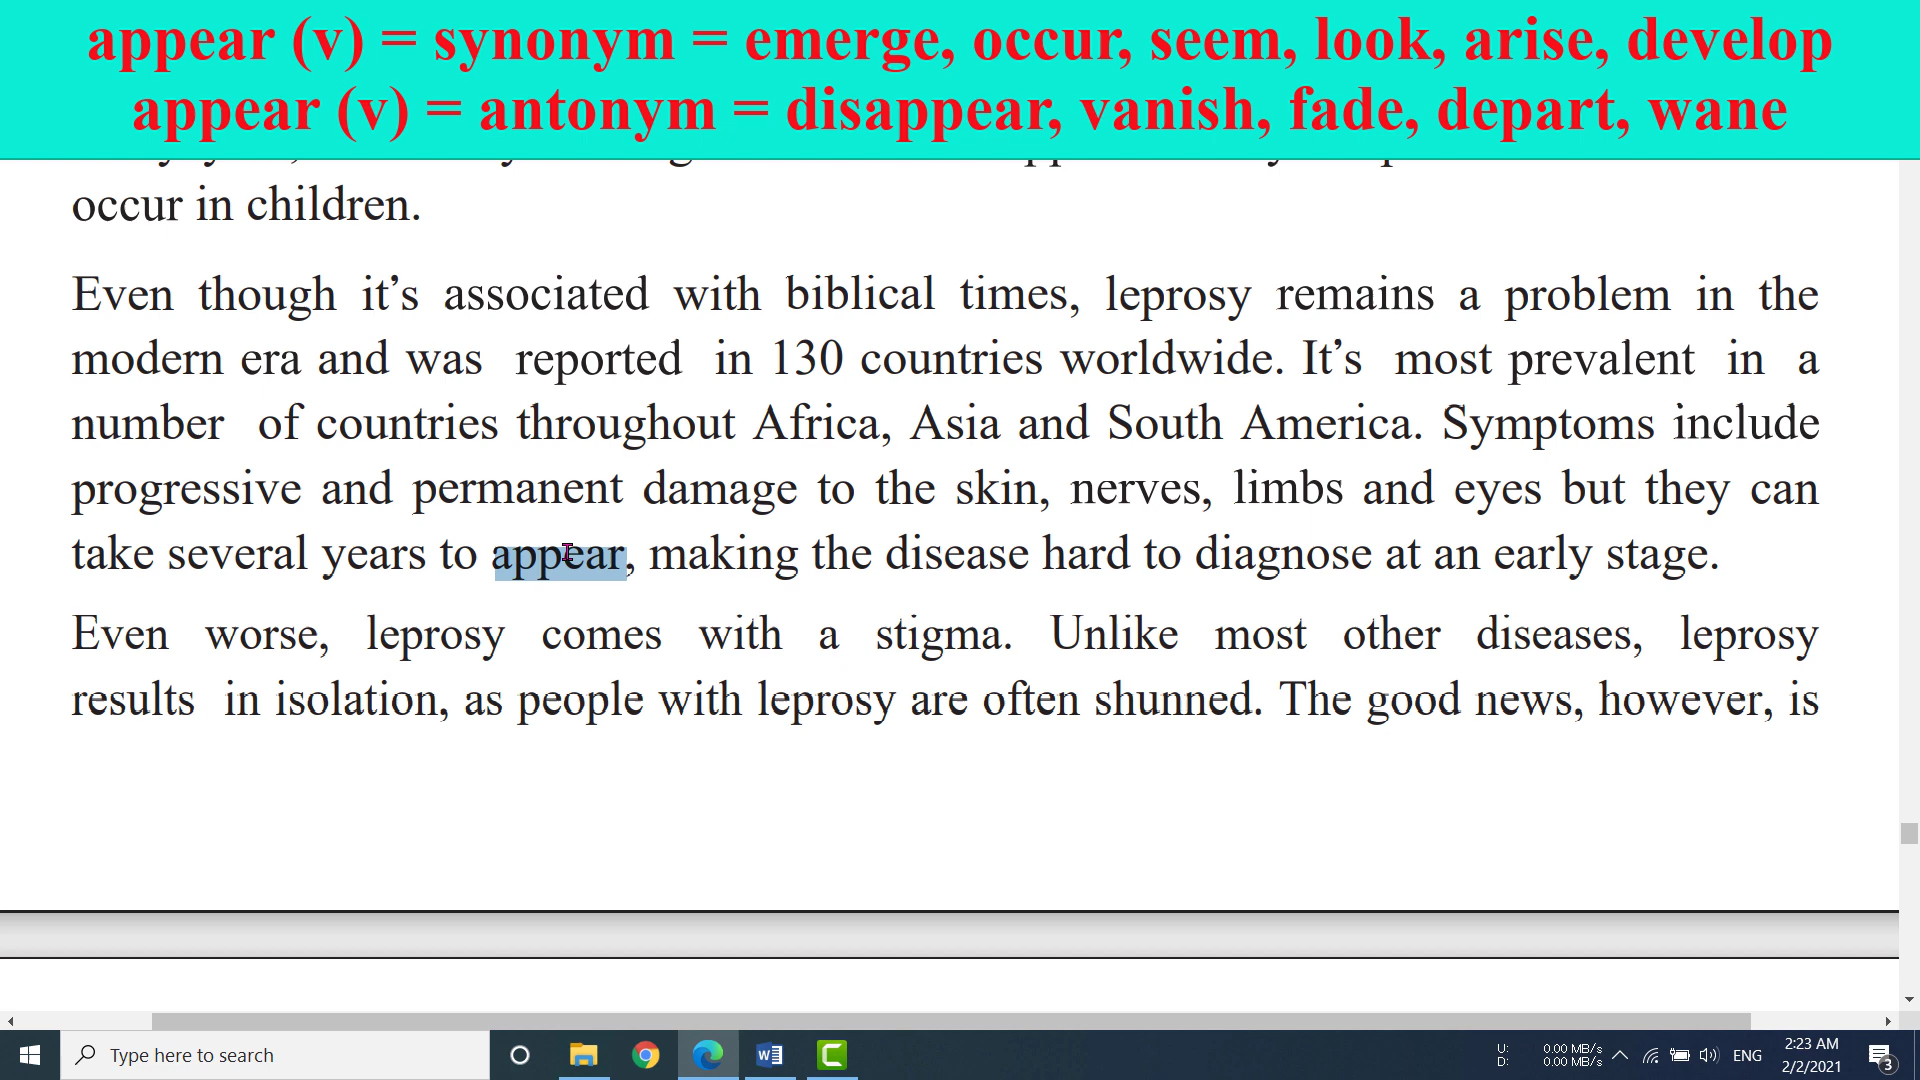 appear (v) = synonym = emerge, occur, seem, look, arise, develop
appear (v) = antonym = disappear, vanish, fade, depart, wane
occur in children.
Even though it’s associated with biblical times, leprosy remains a problem in the
modern era and was reported in 130 countries worldwide. It’s most prevalent in a
number of countries throughout Africa, Asia and South America. Symptoms include
progressive and permanent damage to the skin, nerves, limbs and eyes but they can
take several years to appear, making the disease hard to diagnose at an early stage.
Even worse, leprosy comes with a stigma. Unlike most other diseases, leprosy
results in isolation, as people with leprosy are often shunned. The good news, however, is
Type here to search
U: 0.00 MB/s
D: 0.00 MB/s
ENG
2:23 AM
2/2/2021
3